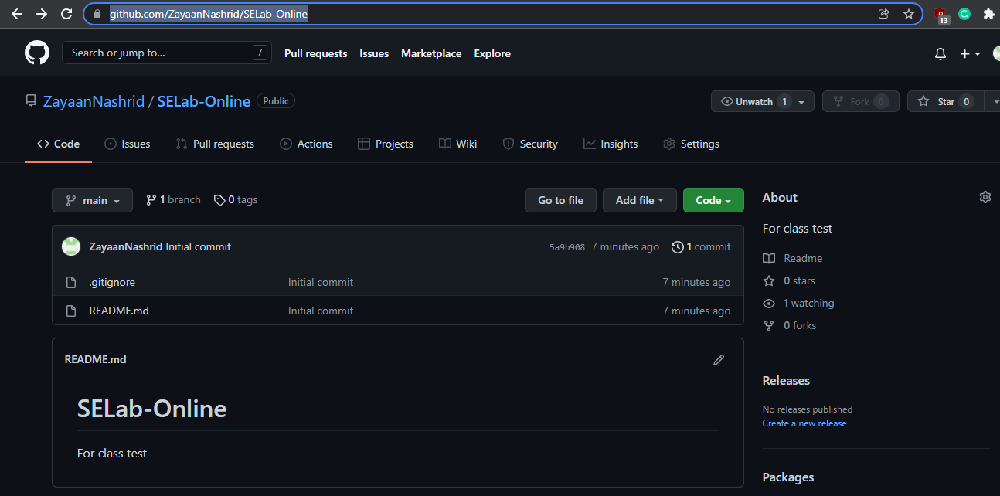 github.com/ZayaanNashrid/SELab-Online
13
Search or jump to... /
Pull requests Issues Marketplace Explore
ZayaanNashrid / SELab-Online Public
Unwatch 1 Fork 0 Star 0
Code Issues Pull requests Actions Projects Wiki Security Insights Settings
main 1 branch 0 tags
Go to file Add file Code
ZayaanNashrid Initial commit 5a9b908 7 minutes ago 1 commit
.gitignore Initial commit 7 minutes ago
README.md Initial commit 7 minutes ago
README.md
SELab-Online
For class test
About
For class test
Readme
0 stars
1 watching
0 forks
Releases
No releases published
Create a new release
Packages